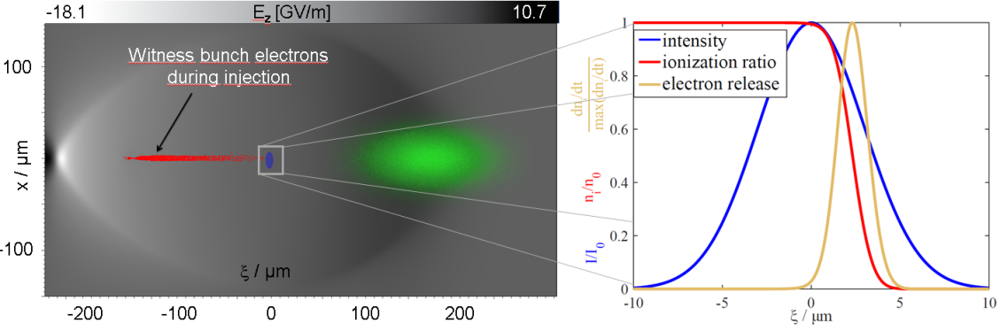 -18.1 E_z [GV/m] 10.7
Witness bunch electrons
during injection
100
-100
x / µm
ξ / µm
-200 -100 0 100 200
intensity
ionization ratio
electron release
dn_i/dt
max(dn_i/dt)
n_i/n_0
I/I_0
1
0.8
0.6
0.4
0.2
0
-10 -5 0 5 10
ξ / µm